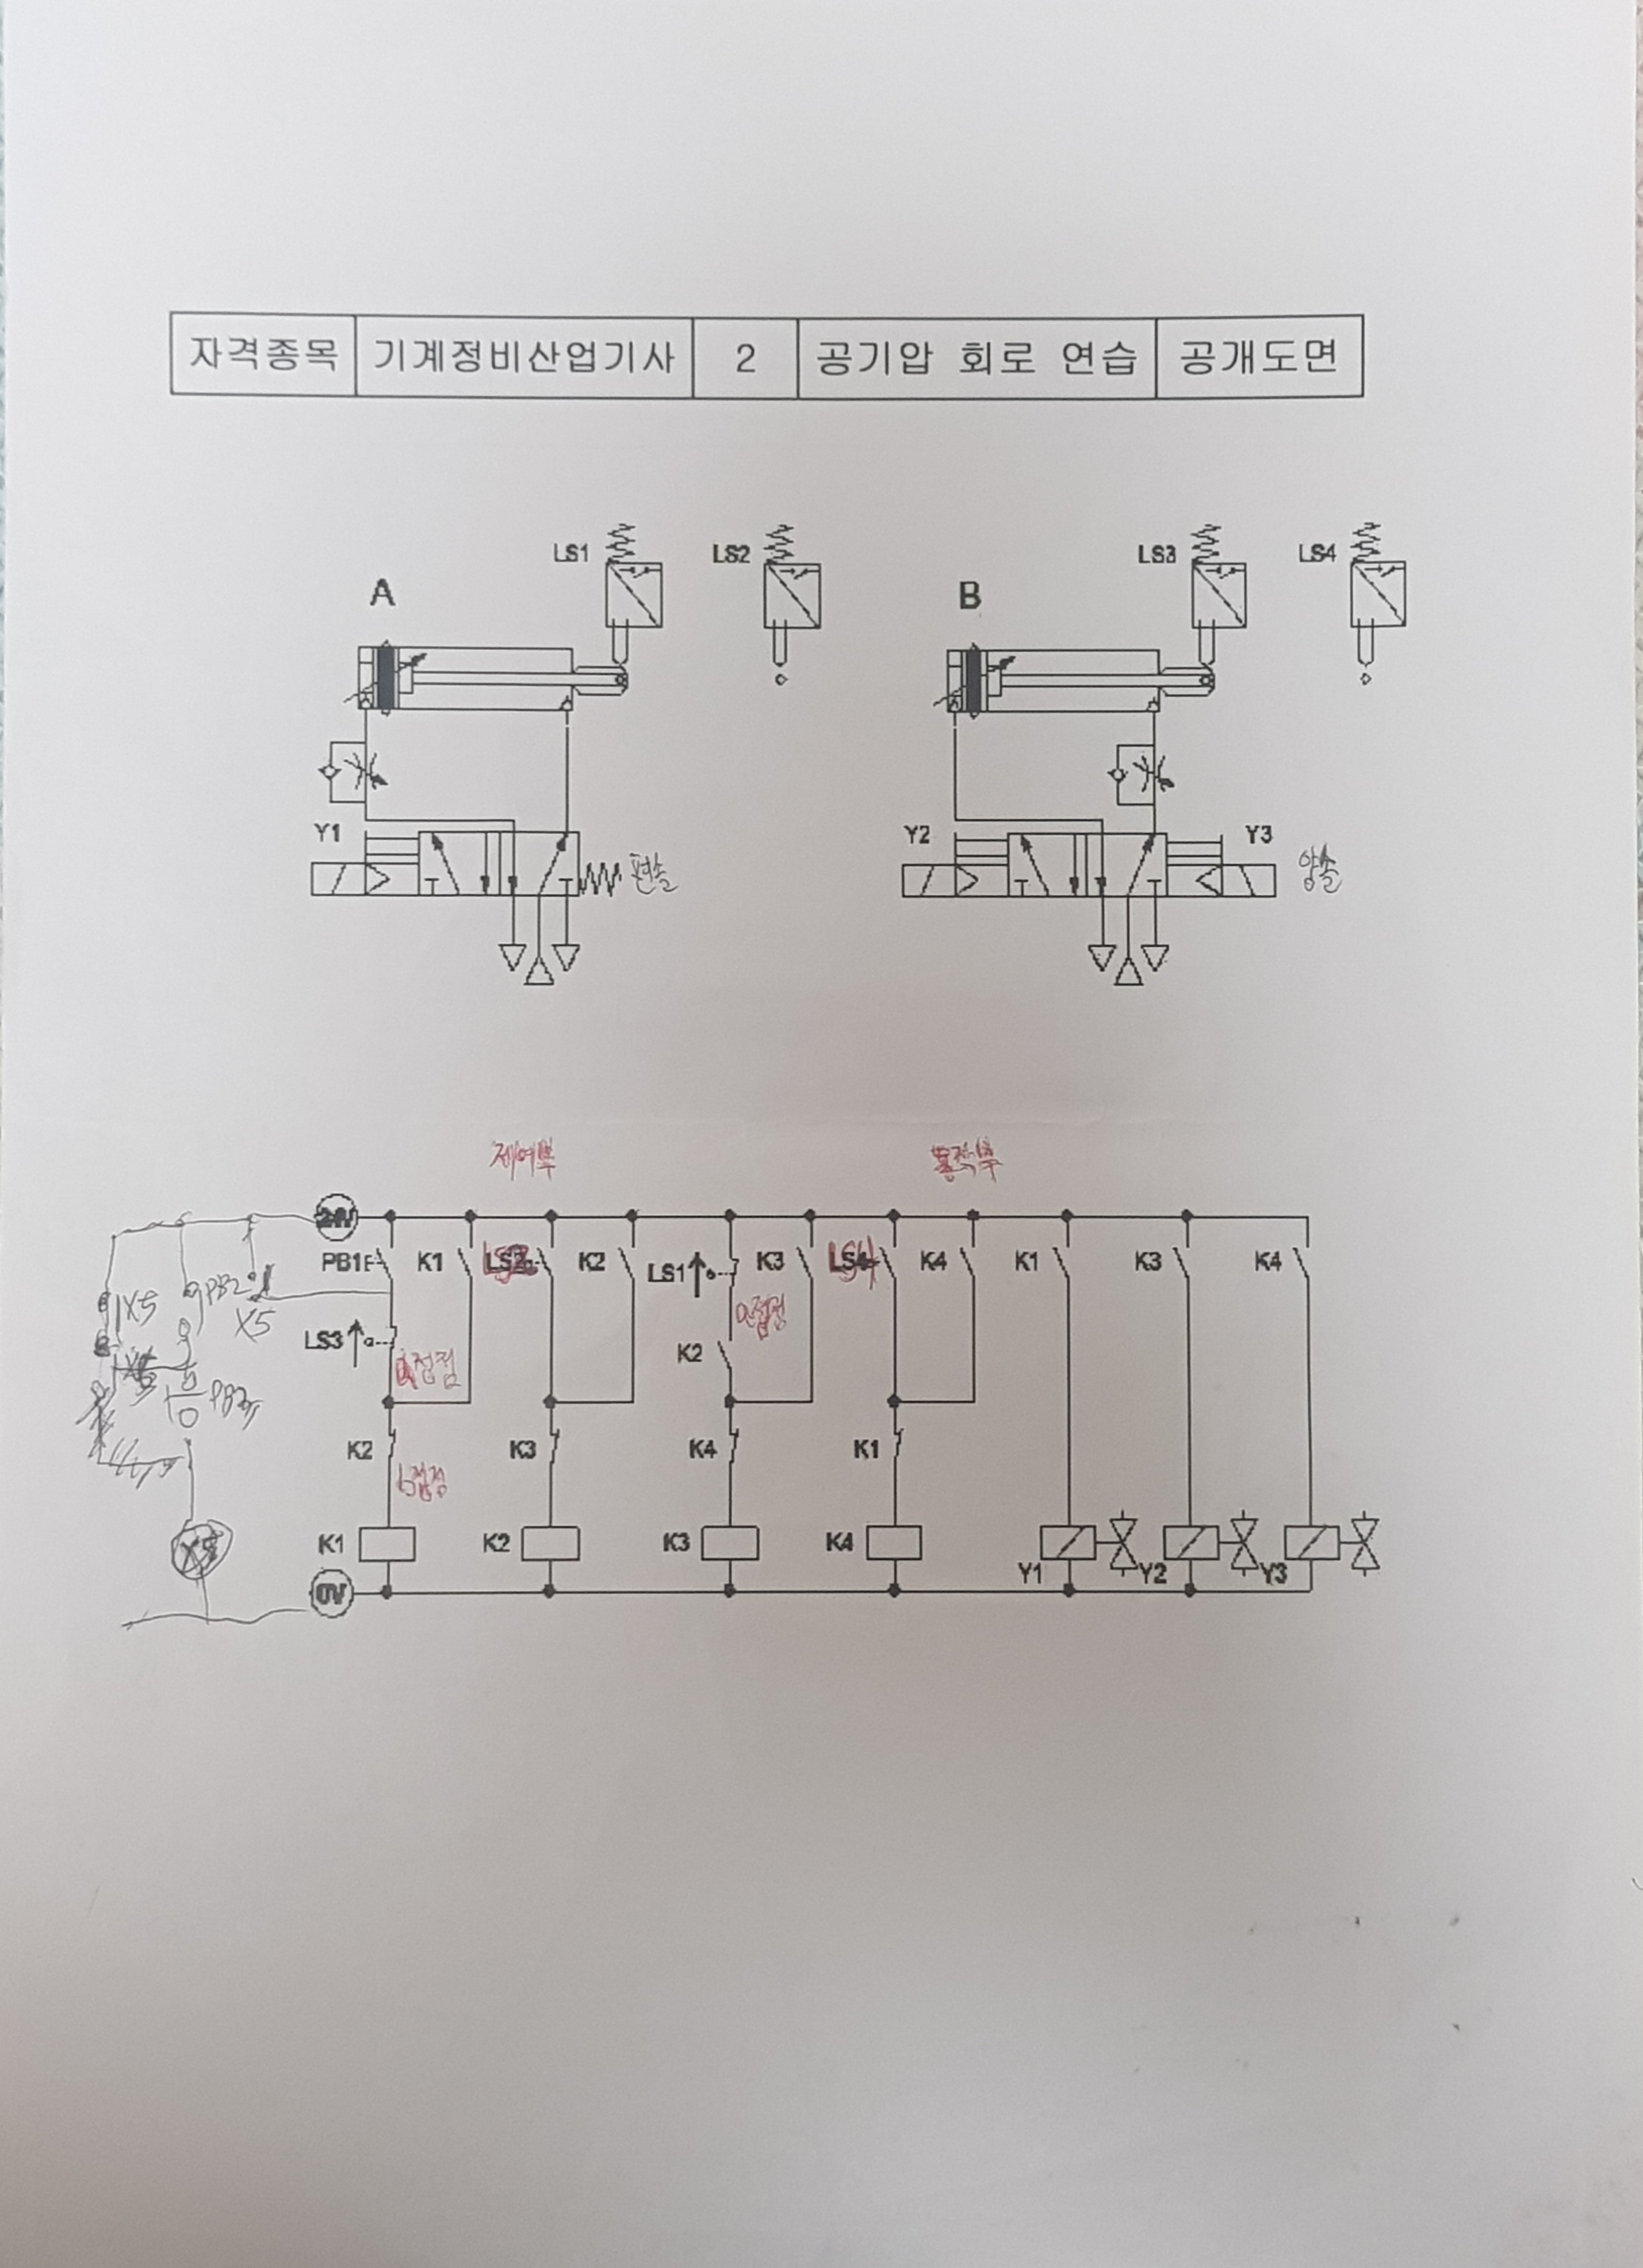 자격종목 기계정비산업기사 2 공기압 회로 연습 공개도면
LS1 LS2 LS3 LS4
A B
Y1 편솔 Y2 Y3 양솔
제어부 동작부
24V
PB1 K1 LS2 K2 LS1 K3 LS4 K4 K1 K3 K4
X5 PB2 X5
LS3 a접점 K2 a접점
PB3
K2 K3 K4 K1
b접점
X5 K1 K2 K3 K4
Y1 Y2 Y3
0V